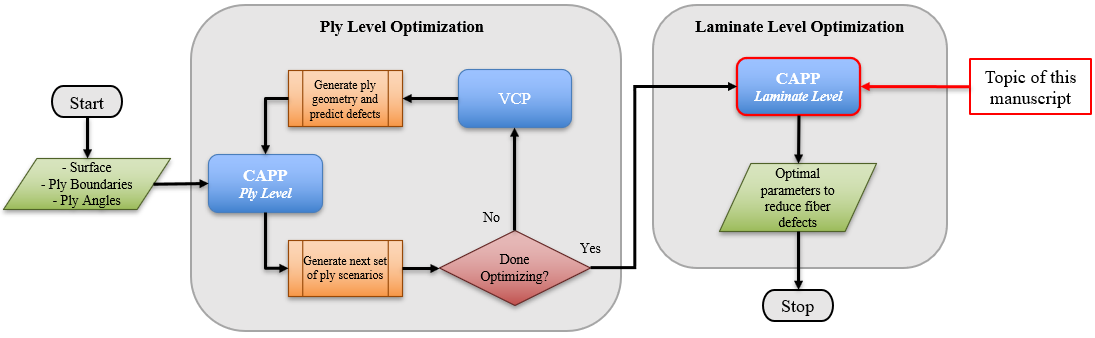 Ply Level Optimization
Laminate Level Optimization
Start
- Surface
- Ply Boundaries
- Ply Angles
Generate ply
geometry and
predict defects
VCP
CAPP
Ply Level
Generate next set
of ply scenarios
No
Done
Optimizing?
Yes
CAPP
Laminate Level
Topic of this
manuscript
Optimal
parameters to
reduce fiber
defects
Stop